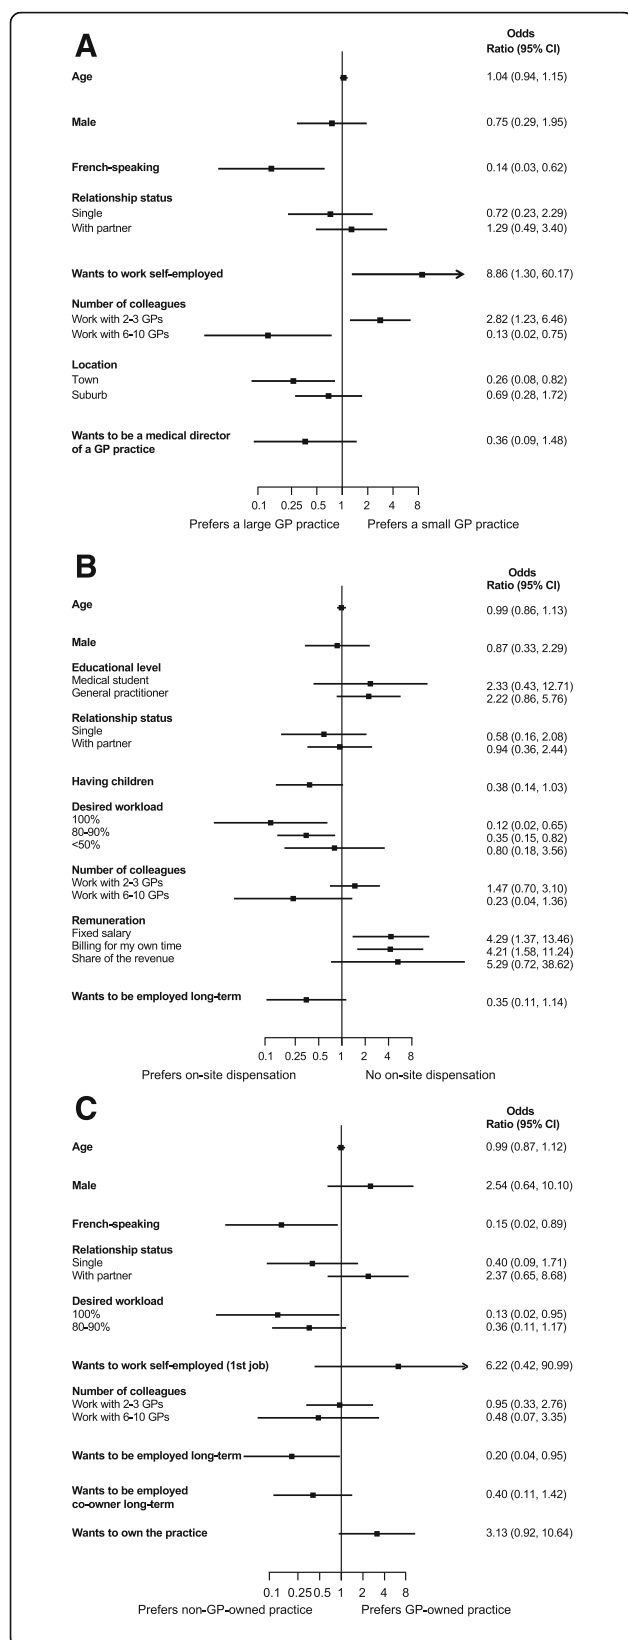 A
Odds
Ratio (95% CI)
Age 1.04 (0.94, 1.15)
Male 0.75 (0.29, 1.95)
French-speaking 0.14 (0.03, 0.62)
Relationship status
Single 0.72 (0.23, 2.29)
With partner 1.29 (0.49, 3.40)
Wants to work self-employed 8.86 (1.30, 60.17)
Number of colleagues
Work with 2-3 GPs 2.82 (1.23, 6.46)
Work with 6-10 GPs 0.13 (0.02, 0.75)
Location
Town 0.26 (0.08, 0.82)
Suburb 0.69 (0.28, 1.72)
Wants to be a medical director
of a GP practice 0.36 (0.09, 1.48)
0.1 0.25 0.5 1 2 4 8
Prefers a large GP practice Prefers a small GP practice
B
Odds
Ratio (95% CI)
Age 0.99 (0.86, 1.13)
Male 0.87 (0.33, 2.29)
Educational level
Medical student 2.33 (0.43, 12.71)
General practitioner 2.22 (0.86, 5.76)
Relationship status
Single 0.58 (0.16, 2.08)
With partner 0.94 (0.36, 2.44)
Having children 0.38 (0.14, 1.03)
Desired workload
100% 0.12 (0.02, 0.65)
80-90% 0.35 (0.15, 0.82)
<50% 0.80 (0.18, 3.56)
Number of colleagues
Work with 2-3 GPs 1.47 (0.70, 3.10)
Work with 6-10 GPs 0.23 (0.04, 1.36)
Remuneration
Fixed salary 4.29 (1.37, 13.46)
Billing for my own time 4.21 (1.58, 11.24)
Share of the revenue 5.29 (0.72, 38.62)
Wants to be employed long-term 0.35 (0.11, 1.14)
0.1 0.25 0.5 1 2 4 8
Prefers on-site dispensation No on-site dispensation
C
Odds
Ratio (95% CI)
Age 0.99 (0.87, 1.12)
Male 2.54 (0.64, 10.10)
French-speaking 0.15 (0.02, 0.89)
Relationship status
Single 0.40 (0.09, 1.71)
With partner 2.37 (0.65, 8.68)
Desired workload
100% 0.13 (0.02, 0.95)
80-90% 0.36 (0.11, 1.17)
Wants to work self-employed (1st job) 6.22 (0.42, 90.99)
Number of colleagues
Work with 2-3 GPs 0.95 (0.33, 2.76)
Work with 6-10 GPs 0.48 (0.07, 3.35)
Wants to be employed long-term 0.20 (0.04, 0.95)
Wants to be employed
co-owner long-term 0.40 (0.11, 1.42)
Wants to own the practice 3.13 (0.92, 10.64)
0.1 0.25 0.5 1 2 4 8
Prefers non-GP-owned practice Prefers GP-owned practice